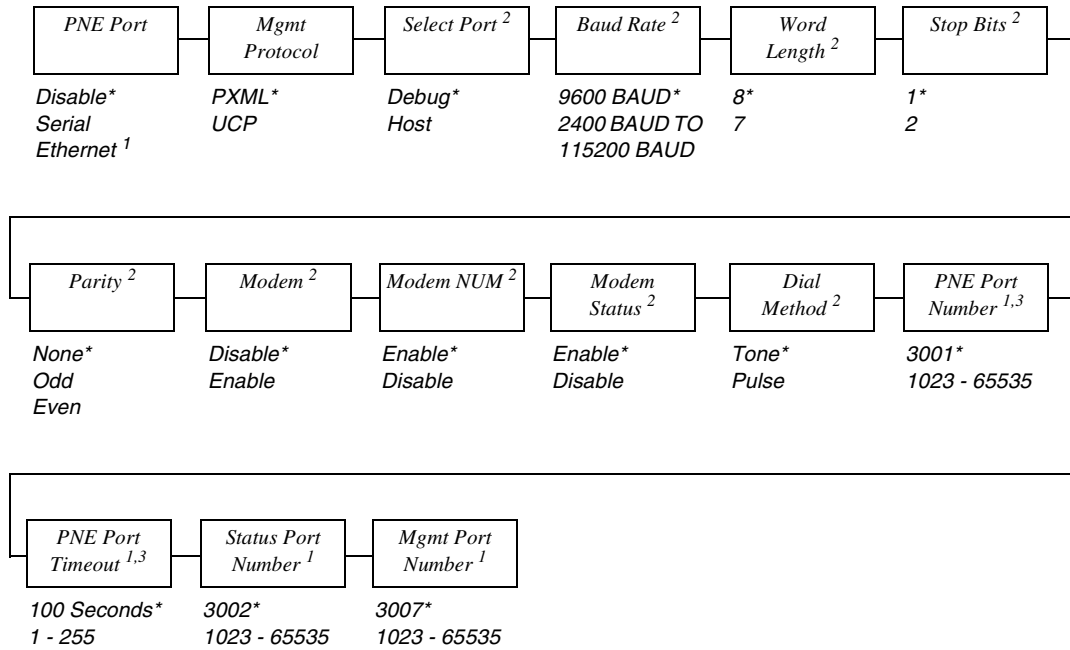 PNE Port
Mgmt
Protocol
Select Port 2
Baud Rate 2
Word
Length 2
Stop Bits 2
Disable*
Serial
Ethernet 1
PXML*
UCP
Debug*
Host
9600 BAUD*
2400 BAUD TO
115200 BAUD
8*
7
1*
2
Parity 2
Modem 2
Modem NUM 2
Modem
Status 2
Dial
Method 2
PNE Port
Number 1,3
None*
Odd
Even
Disable*
Enable
Enable*
Disable
Enable*
Disable
Tone*
Pulse
3001*
1023 - 65535
PNE Port
Timeout 1,3
Status Port
Number 1
Mgmt Port
Number 1
100 Seconds*
1 - 255
3002*
1023 - 65535
3007*
1023 - 65535